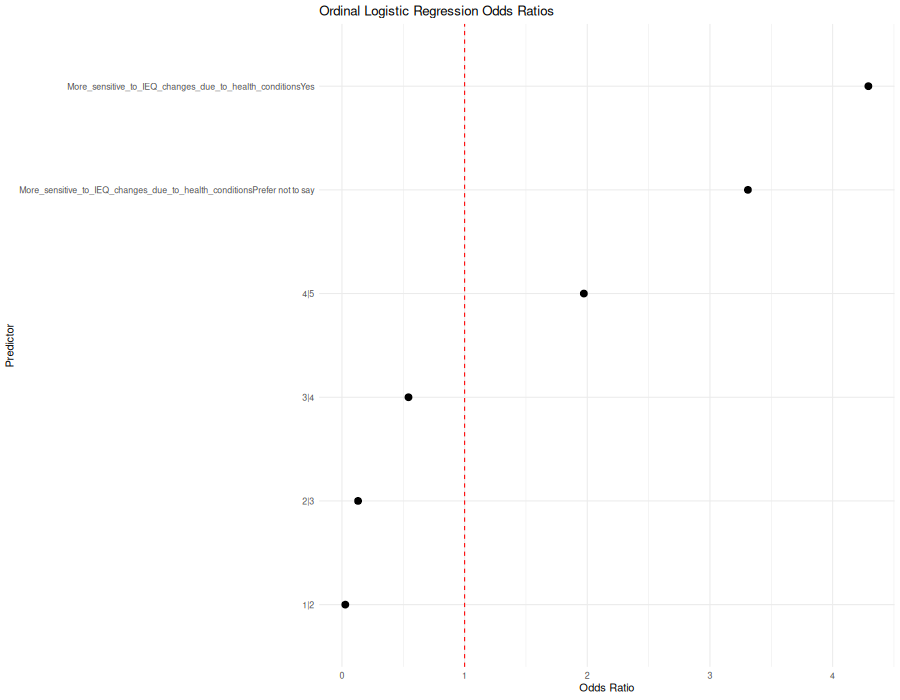 Ordinal Logistic Regression Odds Ratios
More_sensitive_to_IEQ_changes_due_to_health_conditionsYes
More_sensitive_to_IEQ_changes_due_to_health_conditionsPrefer not to say
4|5
3|4
2|3
1|2
Predictor
0 1 2 3 4
Odds Ratio